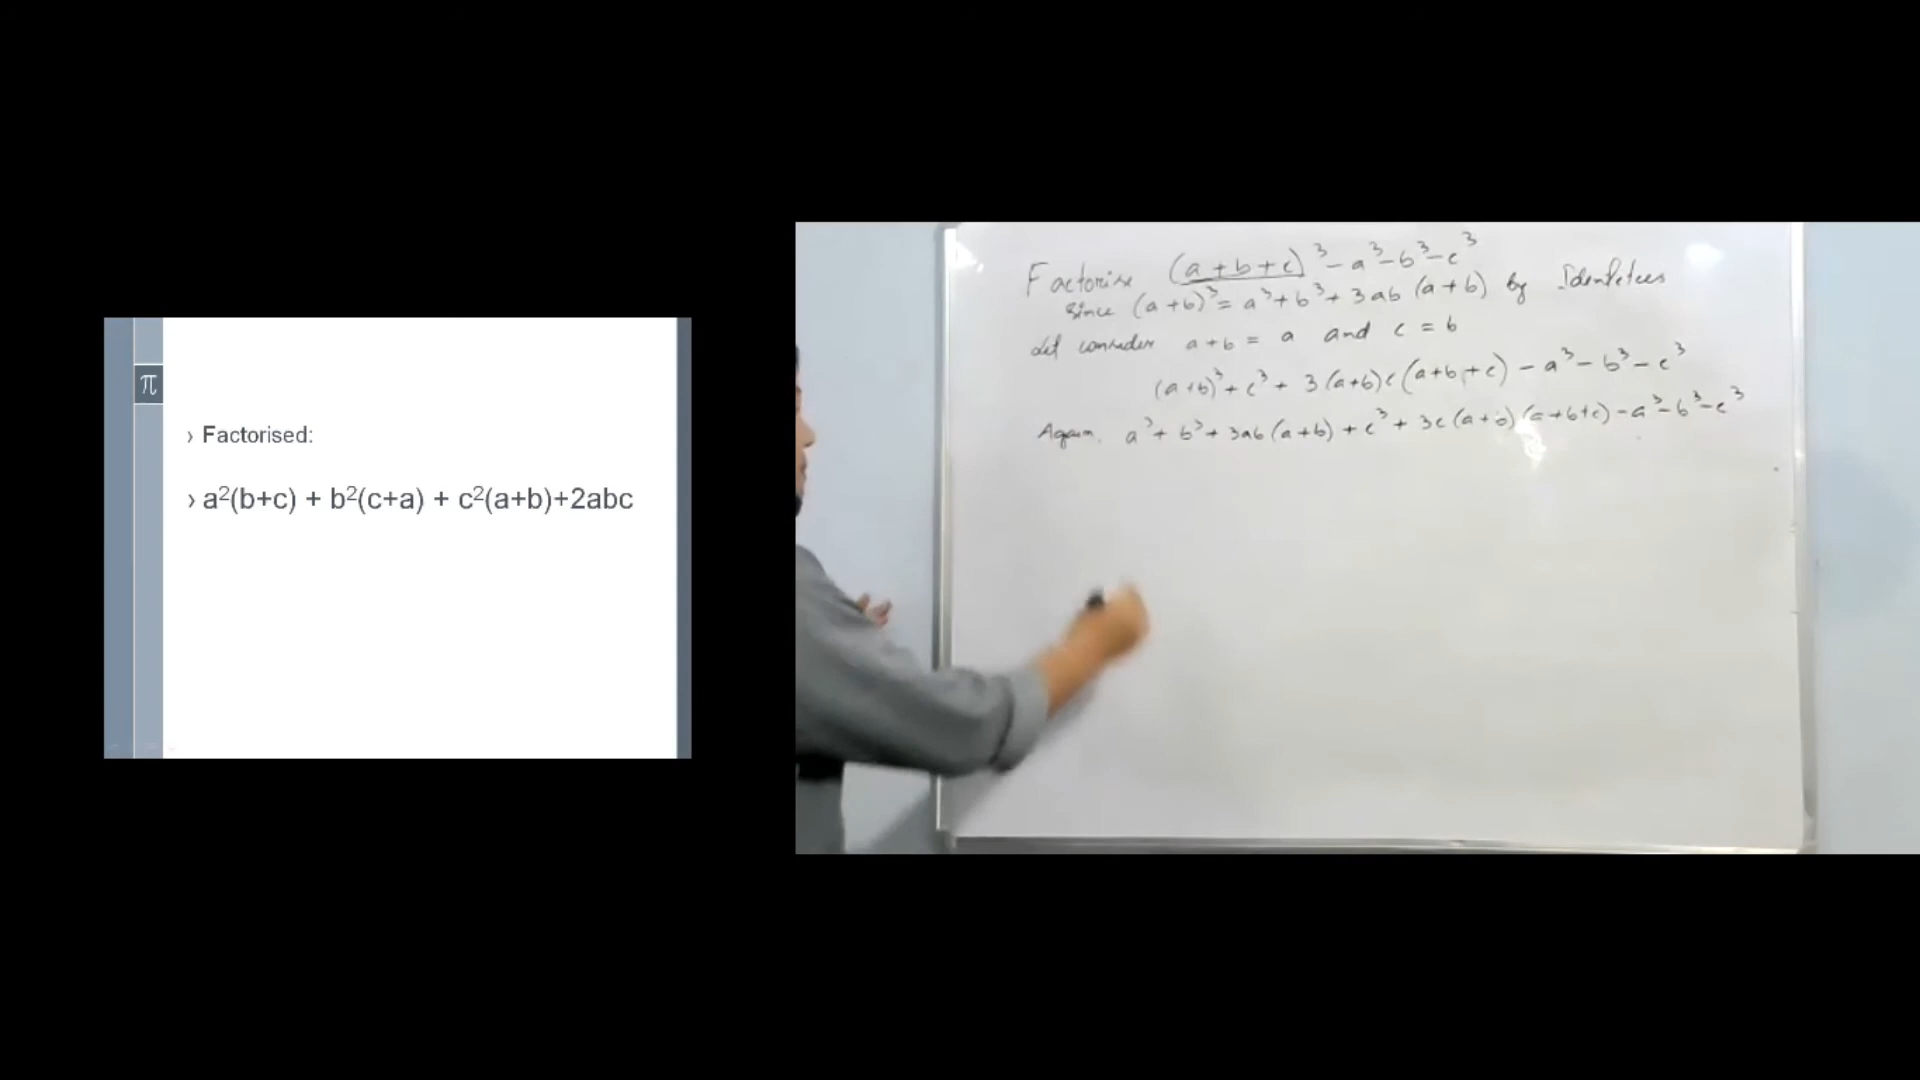 π
› Factorised:
› a²(b+c) + b²(c+a) + c²(a+b)+2abc
Factorise (a+b+c)³-a³-b³-c³
since (a+b)³= a³+b³+3ab(a+b) by
Let consider a+b = a and c = b
(a+b)³+c³+ 3(a+b)c(a+b+c) - a³- b³- c³
Again, a³+ b³+3ab(a+b)+c³+3c(a+b)(a+b+c)-a³-b³-c³